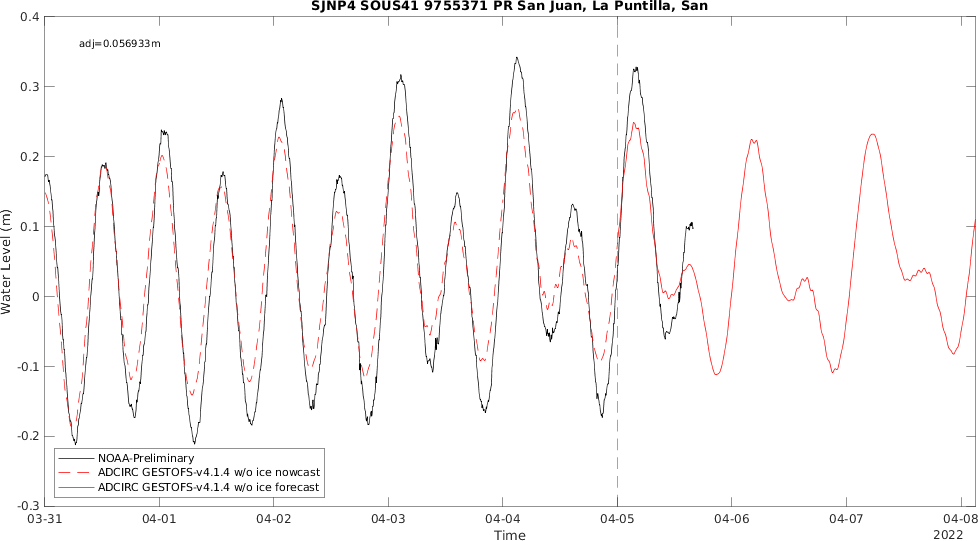 SJNP4 SOUS41 9755371 PR San Juan, La Puntilla, San
adj=0.056933m
0.4
0.3
0.2
0.1
0
-0.1
-0.2
-0.3
Water Level (m)
NOAA-Preliminary
ADCIRC GESTOFS-v4.1.4 w/o ice nowcast
ADCIRC GESTOFS-v4.1.4 w/o ice forecast
03-31 04-01 04-02 04-03 04-04 04-05 04-06 04-07 04-08
Time
2022